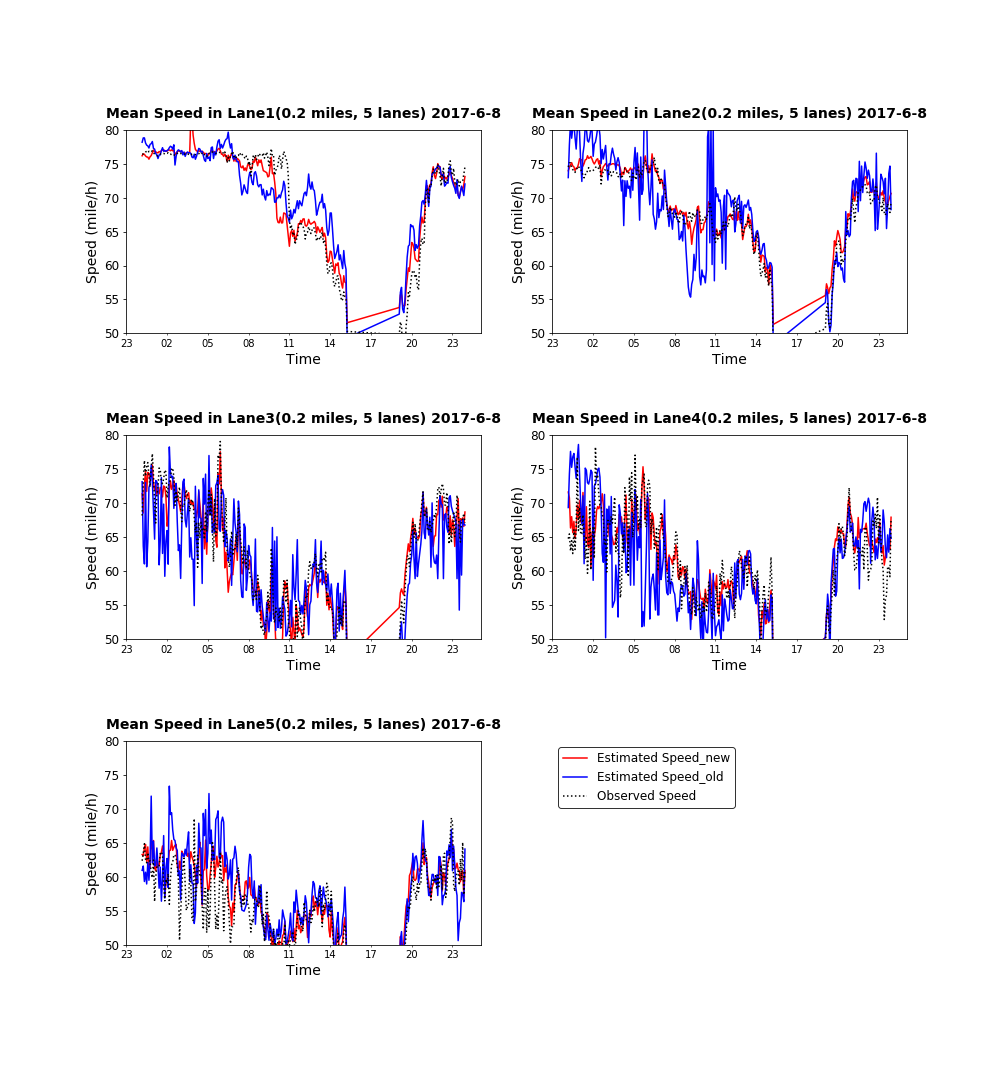 Mean Speed in Lane1(0.2 miles, 5 lanes) 2017-6-8
80
75
70
65
60
55
50
Speed (mile/h)
23 02 05 08 11 14 17 20 23
Time
Mean Speed in Lane2(0.2 miles, 5 lanes) 2017-6-8
80
75
70
65
60
55
50
Speed (mile/h)
23 02 05 08 11 14 17 20 23
Time
Mean Speed in Lane3(0.2 miles, 5 lanes) 2017-6-8
80
75
70
65
60
55
50
Speed (mile/h)
23 02 05 08 11 14 17 20 23
Time
Mean Speed in Lane4(0.2 miles, 5 lanes) 2017-6-8
80
75
70
65
60
55
50
Speed (mile/h)
23 02 05 08 11 14 17 20 23
Time
Mean Speed in Lane5(0.2 miles, 5 lanes) 2017-6-8
80
75
70
65
60
55
50
Speed (mile/h)
23 02 05 08 11 14 17 20 23
Time
Estimated Speed_new
Estimated Speed_old
Observed Speed